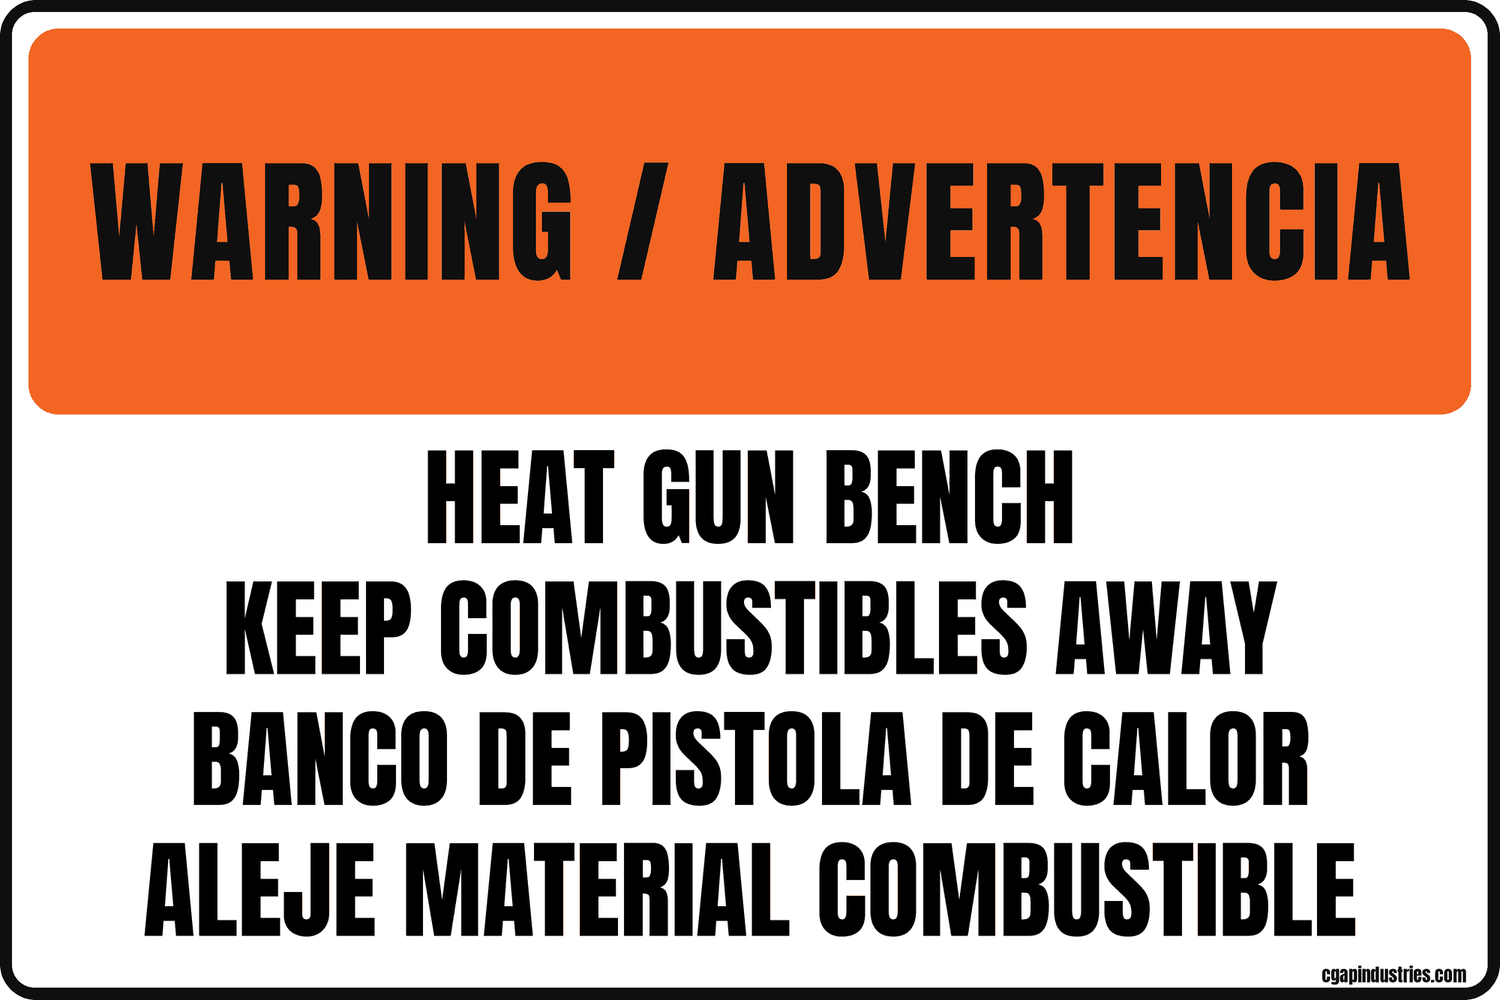 WARNING / ADVERTENCIA
HEAT GUN BENCH
KEEP COMBUSTIBLES AWAY
BANCO DE PISTOLA DE CALOR
ALEJE MATERIAL COMBUSTIBLE
cgapindustries.com